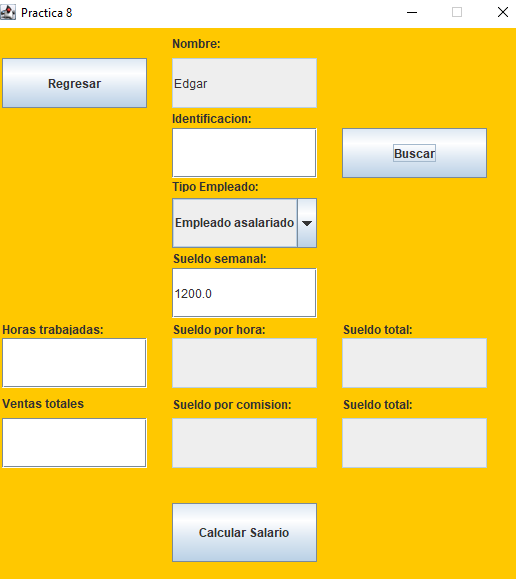 Practica 8
Nombre:
Regresar
Edgar
Identificacion:
Buscar
Tipo Empleado:
Empleado asalariado
Sueldo semanal:
1200.0
Horas trabajadas:
Sueldo por hora:
Sueldo total:
Ventas totales
Sueldo por comision:
Sueldo total:
Calcular Salario